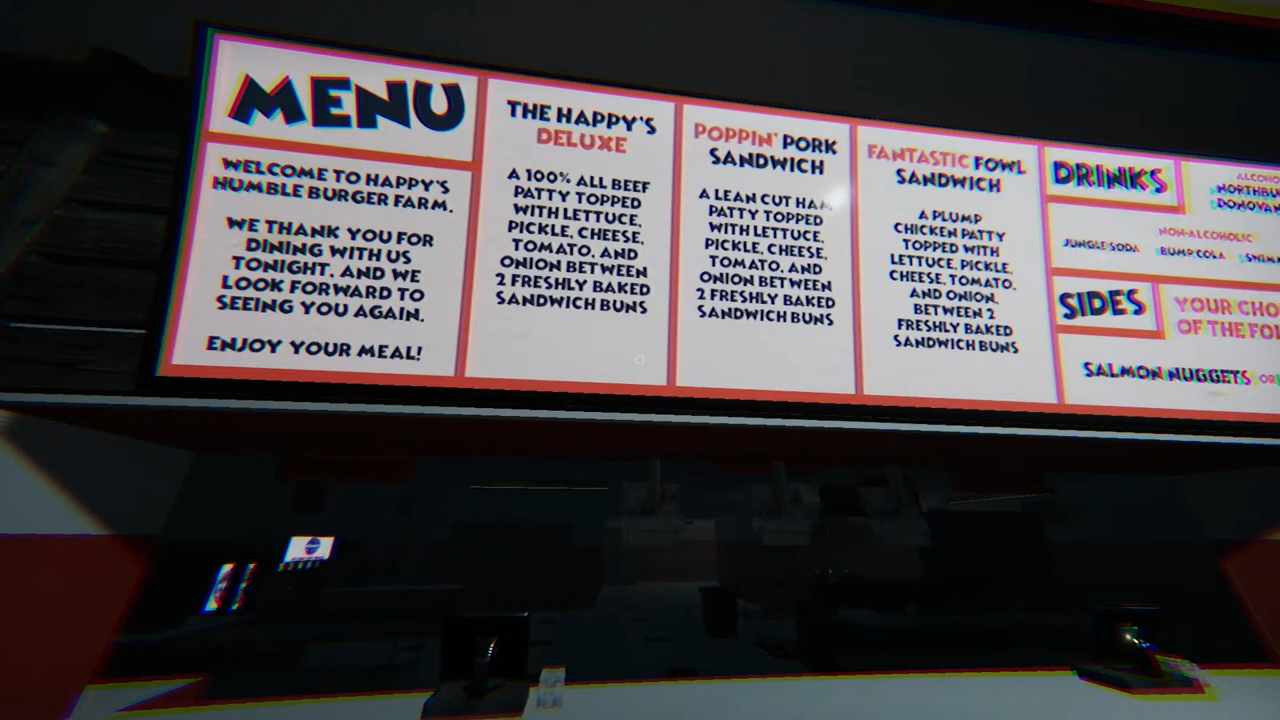 MENU
WELCOME TO HAPPY'S
HUMBLE BURGER FARM.
WE THANK YOU FOR
DINING WITH US
TONIGHT, AND WE
LOOK FORWARD TO
SEEING YOU AGAIN.
ENJOY YOUR MEAL!
THE HAPPY'S
DELUXE
A 100% ALL BEEF
PATTY TOPPED
WITH LETTUCE,
PICKLE, CHEESE,
TOMATO, AND
ONION BETWEEN
2 FRESHLY BAKED
SANDWICH BUNS
POPPIN' PORK
SANDWICH
A LEAN CUT HAM
PATTY TOPPED
WITH LETTUCE,
PICKLE, CHEESE,
TOMATO, AND
ONION BETWEEN
2 FRESHLY BAKED
SANDWICH BUNS
FANTASTIC FOWL
SANDWICH
A PLUMP
CHICKEN PATTY
TOPPED WITH
LETTUCE, PICKLE,
CHEESE, TOMATO,
AND ONION,
BETWEEN 2
FRESHLY BAKED
SANDWICH BUNS
DRINKS
NON-ALCOHOLIC
JUNGLE SODA BUMP COLA
SIDES
YOUR
OF THE
SALMON NUGGETS OR